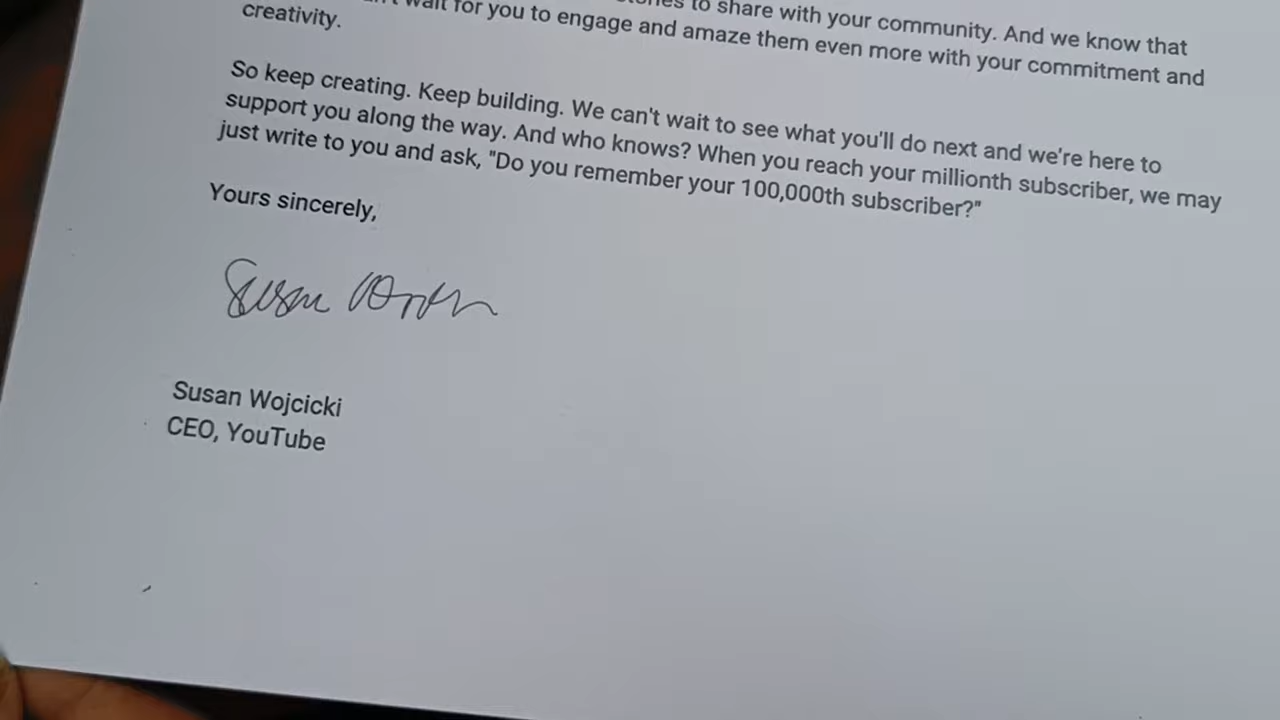 to share with your community. And we know that
wait for you to engage and amaze them even more with your commitment and
creativity.
So keep creating. Keep building. We can't wait to see what you'll do next and we're here to
support you along the way. And who knows? When you reach your millionth subscriber, we may
just write to you and ask, "Do you remember your 100,000th subscriber?"
Yours sincerely,
Susan Wojcicki
CEO, YouTube